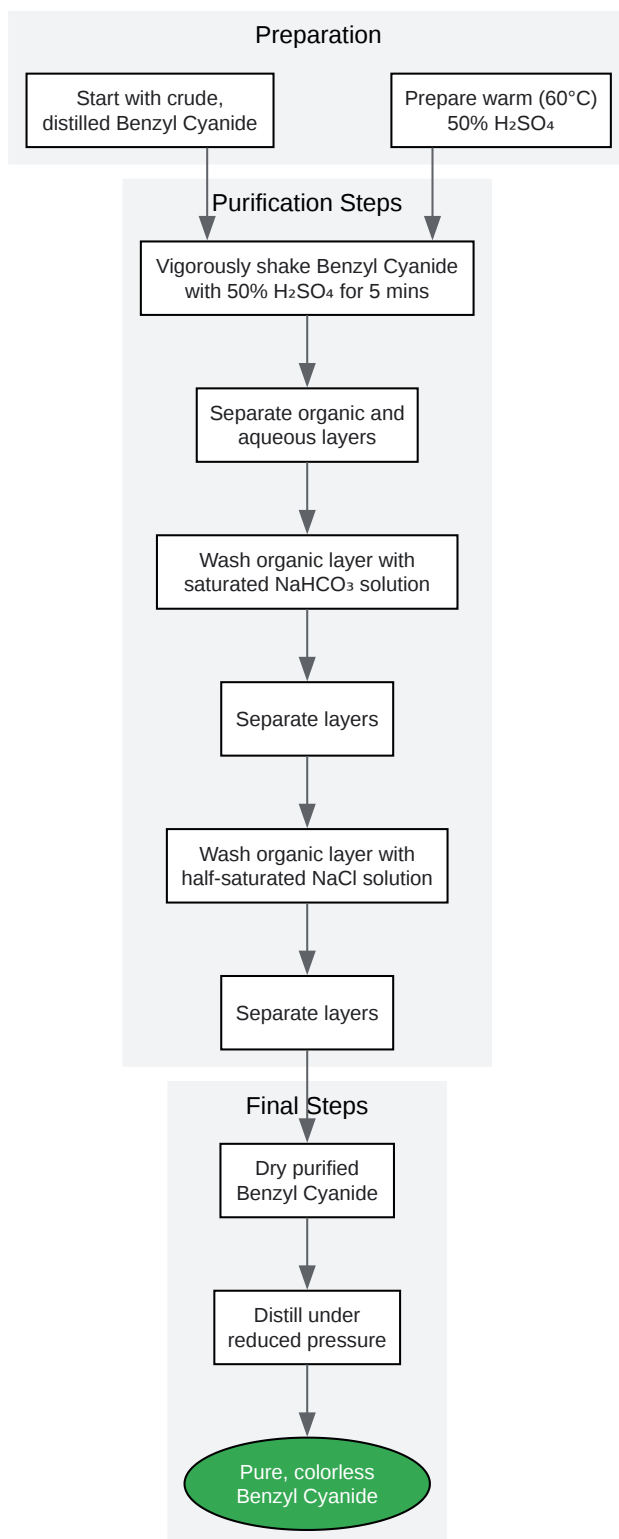 Preparation
Start with crude,
distilled Benzyl Cyanide
Prepare warm (60°C)
50% H₂SO₄
Purification Steps
Vigorously shake Benzyl Cyanide
with 50% H₂SO₄ for 5 mins
Separate organic and
aqueous layers
Wash organic layer with
saturated NaHCO₃ solution
Separate layers
Wash organic layer with
half-saturated NaCl solution
Separate layers
Final Steps
Dry purified
Benzyl Cyanide
Distill under
reduced pressure
Pure, colorless
Benzyl Cyanide